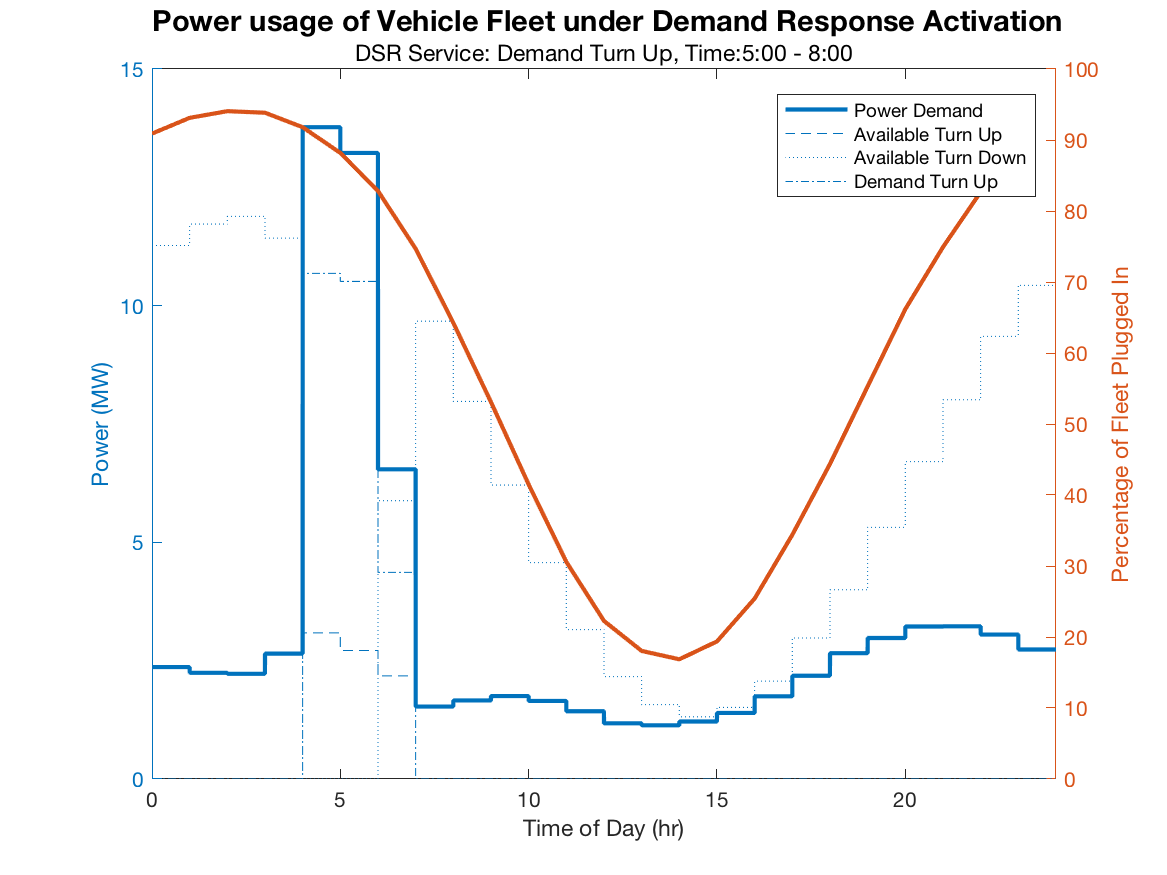 Power usage of Vehicle Fleet under Demand Response Activation
DSR Service: Demand Turn Up, Time:5:00 - 8:00
Power Demand
Available Turn Up
Available Turn Down
Demand Turn Up
Power (MW)
15
10
5
0
Percentage of Fleet Plugged In
100
90
80
70
60
50
40
30
20
10
0
0 5 10 15 20
Time of Day (hr)